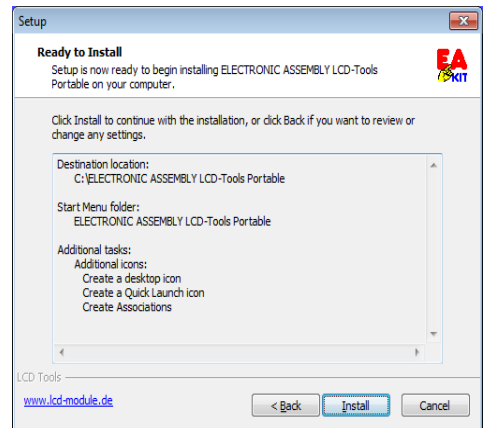 Setup
Ready to Install
Setup is now ready to begin installing ELECTRONIC ASSEMBLY LCD-Tools
Portable on your computer.
EA
KIT
Click Install to continue with the installation, or click Back if you want to review or
change any settings.
Destination location:
C:\ELECTRONIC ASSEMBLY LCD-Tools Portable
Start Menu folder:
ELECTRONIC ASSEMBLY LCD-Tools Portable
Additional tasks:
Additional icons:
Create a desktop icon
Create a Quick Launch icon
Create Associations
LCD Tools
www.lcd-module.de
< Back
Install
Cancel